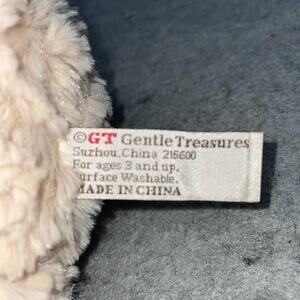 ©GT Gentle Treasures
Suzhou,China 215600
For ages 3 and up.
Surface Washable.
MADE IN CHINA